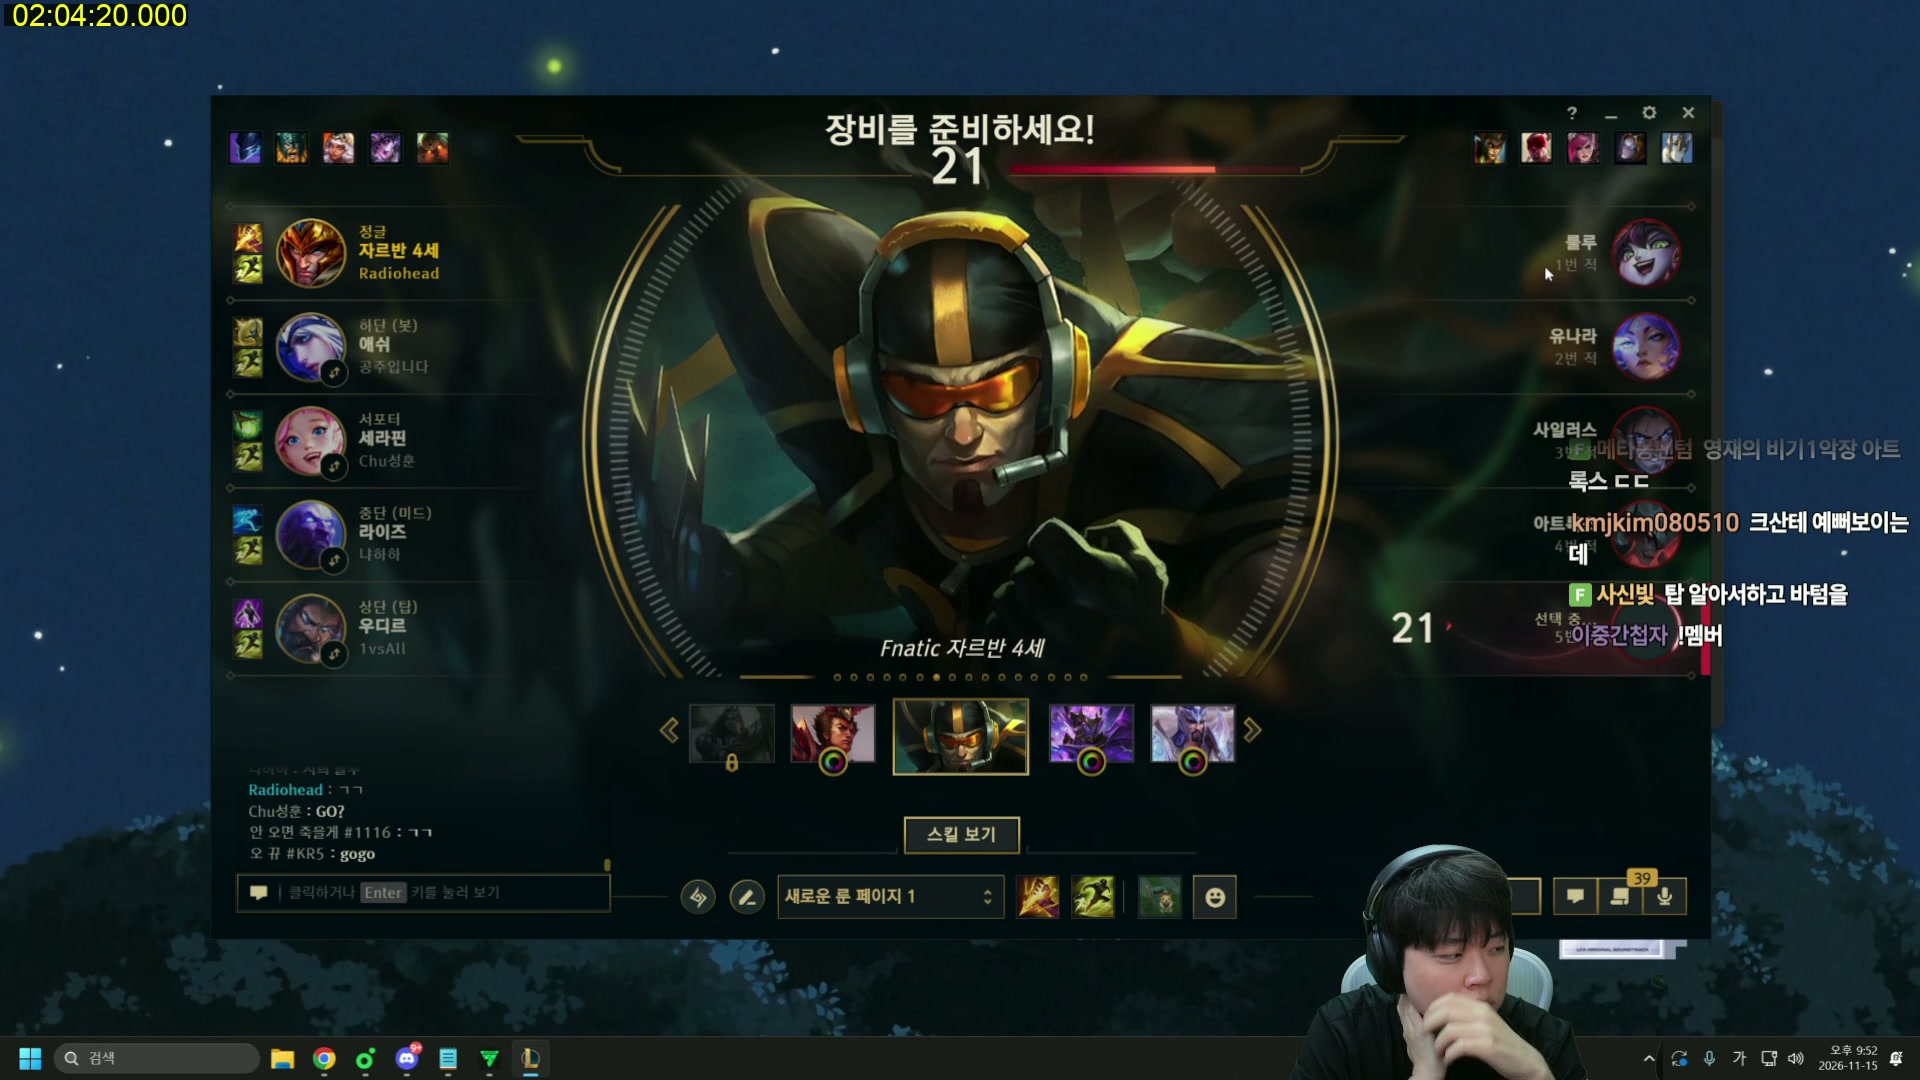 02:04:20.000
장비를 준비하세요!
21
정글
자르반 4세
Radiohead
하단 (봇)
애쉬
공주입니다
서포터
세라핀
Chu성훈
중단 (미드)
라이즈
냐하하
상단 (탑)
우디르
1vsAll
룰루
1번 적
유나라
2번 적
사일러스
영재의 비기1악장 아트
록스 ㄷㄷ
kmjkim080510 크산테 예뻐보이는
데
F 사신빛 탑 알아서하고 바텀을
21
선택 중...
이중간첩자 !멤버
Fnatic 자르반 4세
스킬 보기
Radiohead : ㄱㄱ
Chu성훈 : GO?
안 오면 죽을게 #1116 : ㄱㄱ
오 뀨 #KR5 : gogo
클릭하거나 Enter 키를 눌러 보기
새로운 룬 페이지 1
39
LCK ORIGINAL SOUNDTRACK
검색
9+
가
오후 9:52
2026-11-15